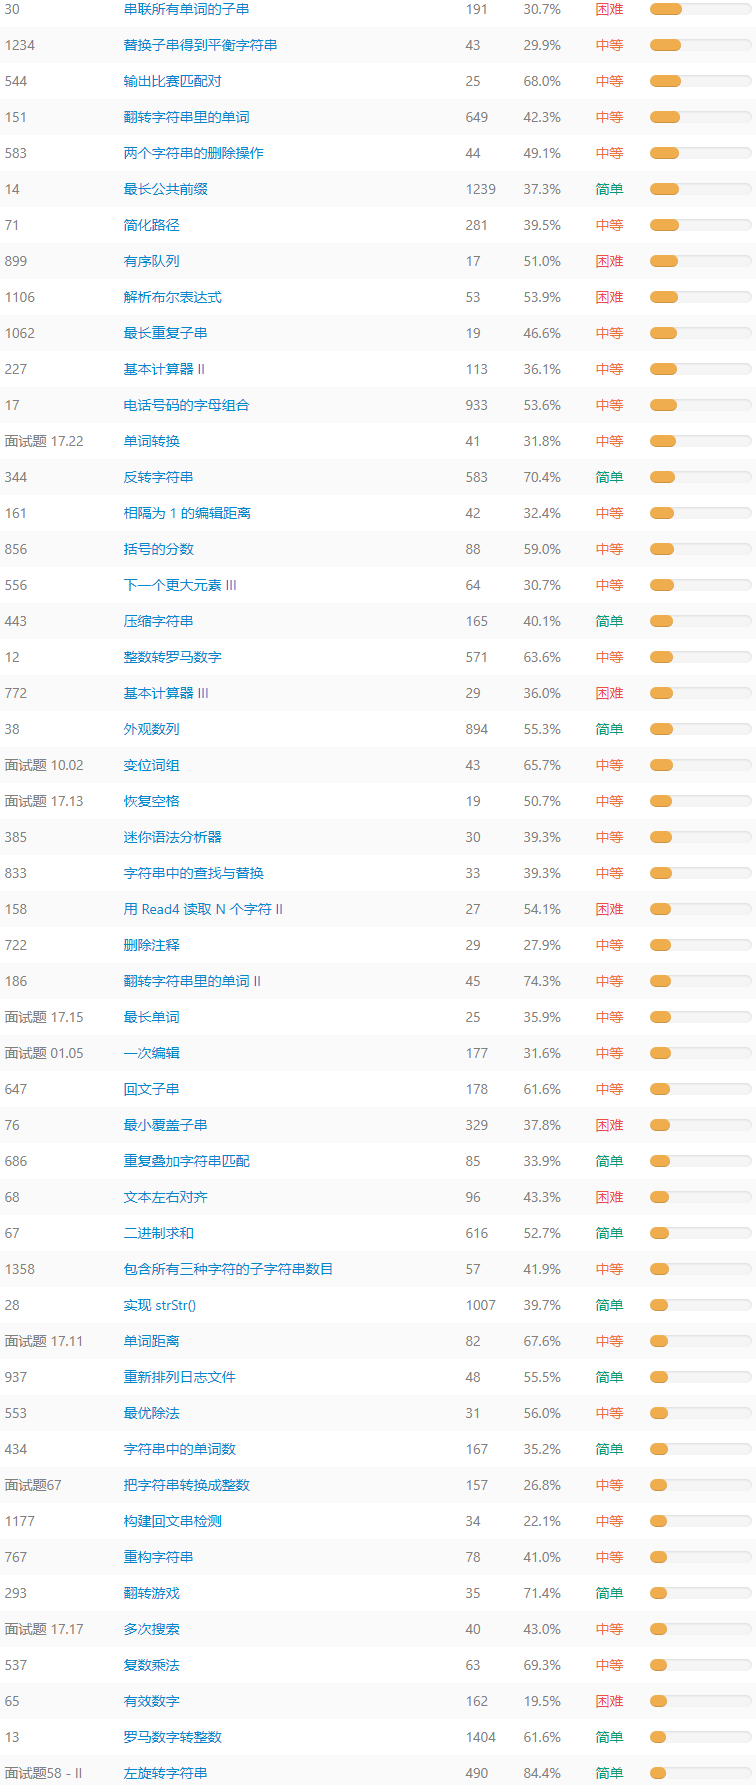 30 串联所有单词的子串 191 30.7% 困难
1234 替换子串得到平衡字符串 43 29.9% 中等
544 输出比赛匹配对 25 68.0% 中等
151 翻转字符串里的单词 649 42.3% 中等
583 两个字符串的删除操作 44 49.1% 中等
14 最长公共前缀 1239 37.3% 简单
71 简化路径 281 39.5% 中等
899 有序队列 17 51.0% 困难
1106 解析布尔表达式 53 53.9% 困难
1062 最长重复子串 19 46.6% 中等
227 基本计算器 II 113 36.1% 中等
17 电话号码的字母组合 933 53.6% 中等
面试题 17.22 单词转换 41 31.8% 中等
344 反转字符串 583 70.4% 简单
161 相隔为 1 的编辑距离 42 32.4% 中等
856 括号的分数 88 59.0% 中等
556 下一个更大元素 III 64 30.7% 中等
443 压缩字符串 165 40.1% 简单
12 整数转罗马数字 571 63.6% 中等
772 基本计算器 III 29 36.0% 困难
38 外观数列 894 55.3% 简单
面试题 10.02 变位词组 43 65.7% 中等
面试题 17.13 恢复空格 19 50.7% 中等
385 迷你语法分析器 30 39.3% 中等
833 字符串中的查找与替换 33 39.3% 中等
158 用 Read4 读取 N 个字符 II 27 54.1% 困难
722 删除注释 29 27.9% 中等
186 翻转字符串里的单词 II 45 74.3% 中等
面试题 17.15 最长单词 25 35.9% 中等
面试题 01.05 一次编辑 177 31.6% 中等
647 回文子串 178 61.6% 中等
76 最小覆盖子串 329 37.8% 困难
686 重复叠加字符串匹配 85 33.9% 简单
68 文本左右对齐 96 43.3% 困难
67 二进制求和 616 52.7% 简单
1358 包含所有三种字符的子字符串数目 57 41.9% 中等
28 实现 strStr() 1007 39.7% 简单
面试题 17.11 单词距离 82 67.6% 中等
937 重新排列日志文件 48 55.5% 简单
553 最优除法 31 56.0% 中等
434 字符串中的单词数 167 35.2% 简单
面试题67 把字符串转换成整数 157 26.8% 中等
1177 构建回文串检测 34 22.1% 中等
767 重构字符串 78 41.0% 中等
293 翻转游戏 35 71.4% 简单
面试题 17.17 多次搜索 40 43.0% 中等
537 复数乘法 63 69.3% 中等
65 有效数字 162 19.5% 困难
13 罗马数字转整数 1404 61.6% 简单
面试题58 - II 左旋转字符串 490 84.4% 简单